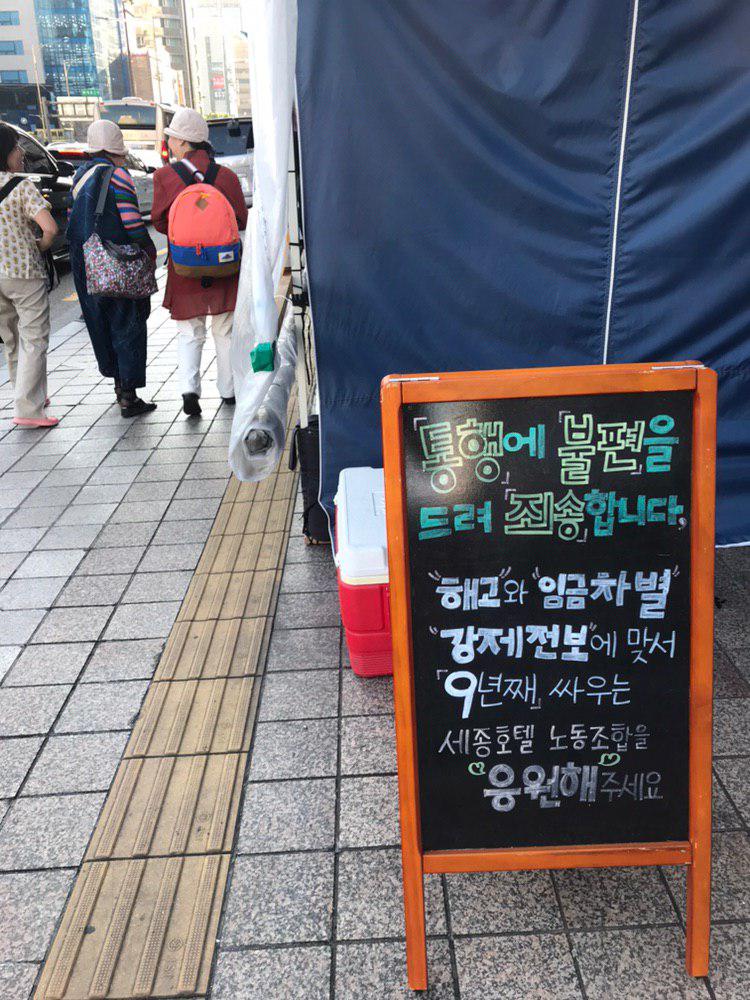 「통행」에 「불편」을
드려 「죄송」합니다.
"해고"와 "임금차별"
"강제전보"에 맞서
「9년째」 싸우는
세종호텔 노동조합을
응원해주세요